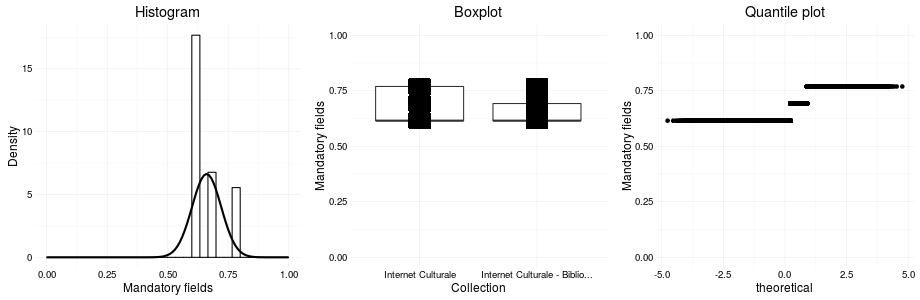 Histogram
Density
15
10
5
0
0.00 0.25 0.50 0.75 1.00
Mandatory fields
Boxplot
Mandatory fields
1.00
0.75
0.50
0.25
0.00
Internet Culturale Internet Culturale - Biblio...
Collection
Quantile plot
Mandatory fields
1.00
0.75
0.50
0.25
0.00
-5.0 -2.5 0.0 2.5 5.0
theoretical